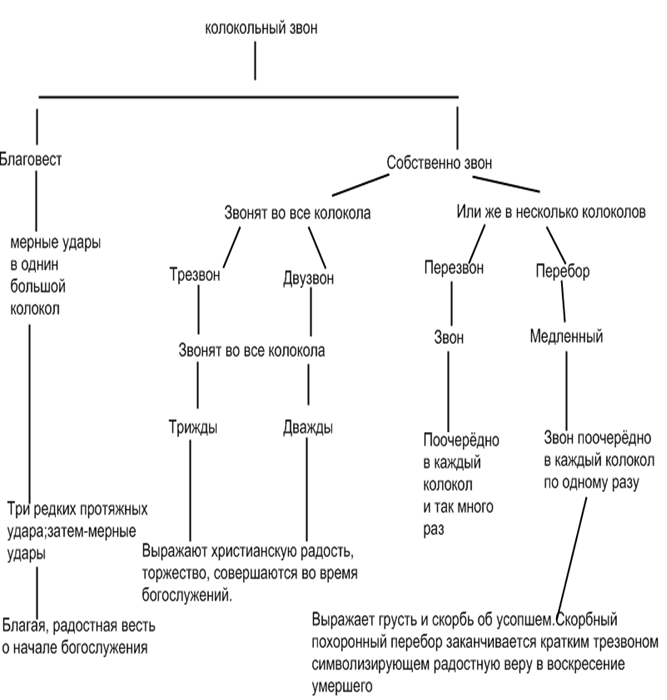 колокольный звон
Благовест
мерные удары
в однин
большой
колокол
Три редких протяжных
удара;затем-мерные
удары
Благая, радостная весть
о начале богослужения
Собственно звон
Звонят во все колокола
Трезвон
Двузвон
Звонят во все колокола
Трижды
Дважды
Выражают христианскую радость,
торжество, совершаются во время
богослужений.
Или же в несколько колоколов
Перезвон
Звон
Поочерёдно
в каждый
колокол
и так много
раз
Перебор
Медленный
Звон поочерёдно
в каждый колокол
по одному разу
Выражает грусть и скорбь об усопшем.Скорбный
похоронный перебор заканчивается кратким трезвоном
символизирующем радостную веру в воскресение
умершего